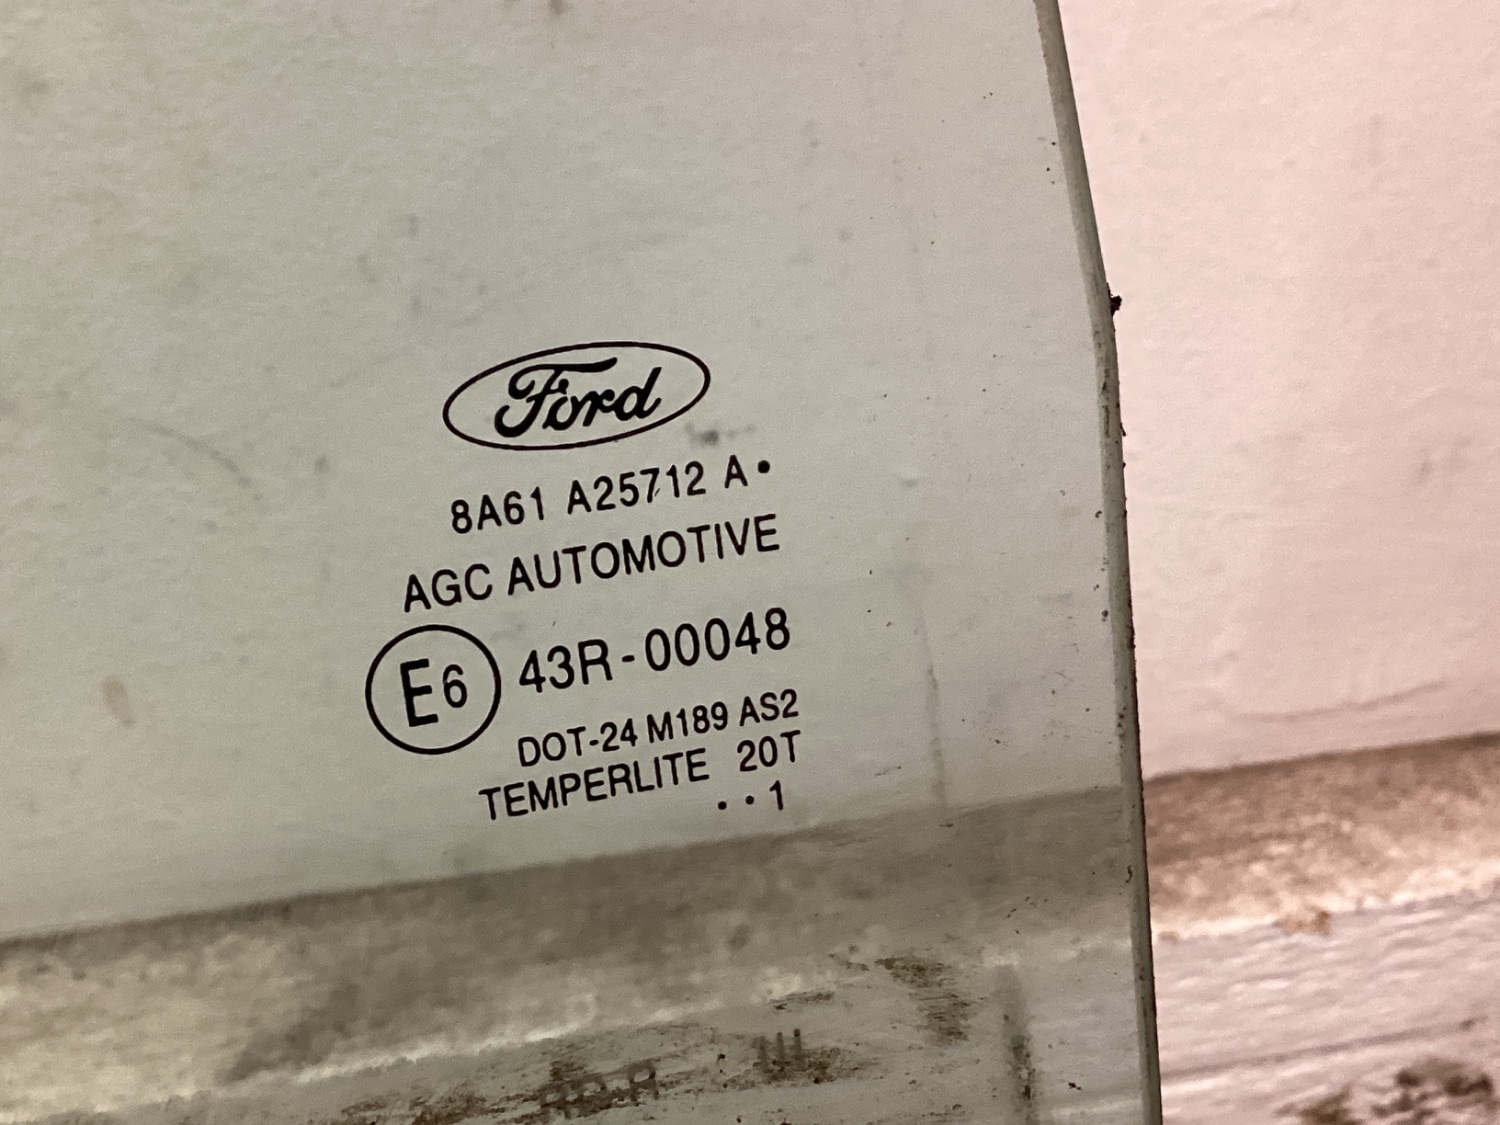 Ford
8A61 A25712 A•
AGC AUTOMOTIVE
E6 43R-00048
DOT-24 M189 AS2
TEMPERLITE 20T
• • 1